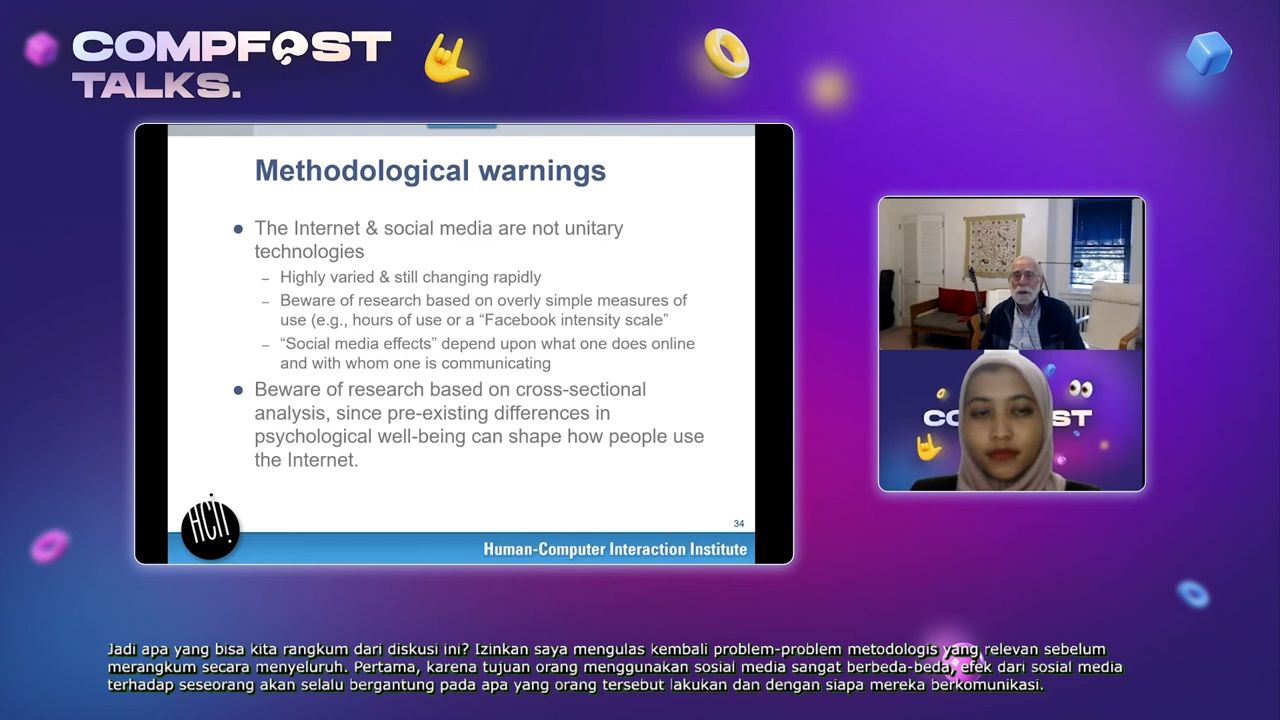 COMPFEST
TALKS.
Methodological warnings
• The Internet & social media are not unitary
technologies
– Highly varied & still changing rapidly
– Beware of research based on overly simple measures of
use (e.g., hours of use or a “Facebook intensity scale”
– “Social media effects” depend upon what one does online
and with whom one is communicating
• Beware of research based on cross-sectional
analysis, since pre-existing differences in
psychological well-being can shape how people use
the Internet.
HCII
34
Human-Computer Interaction Institute
CO ST
Jadi apa yang bisa kita rangkum dari diskusi ini? Izinkan saya mengulas kembali problem-problem metodologis yang relevan sebelum
merangkum secara menyeluruh. Pertama, karena tujuan orang menggunakan sosial media sangat berbeda-beda, efek dari sosial media
terhadap seseorang akan selalu bergantung pada apa yang orang tersebut lakukan dan dengan siapa mereka berkomunikasi.